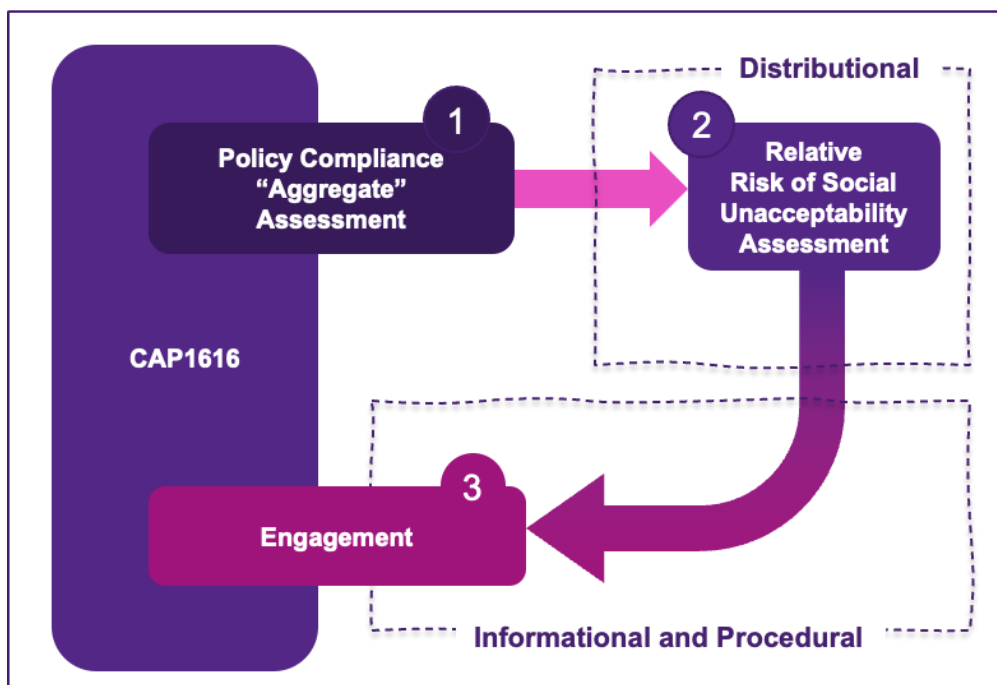 Distributional
1
Policy Compliance
“Aggregate”
Assessment
2
Relative
Risk of Social
Unacceptability
Assessment
CAP1616
3
Engagement
Informational and Procedural